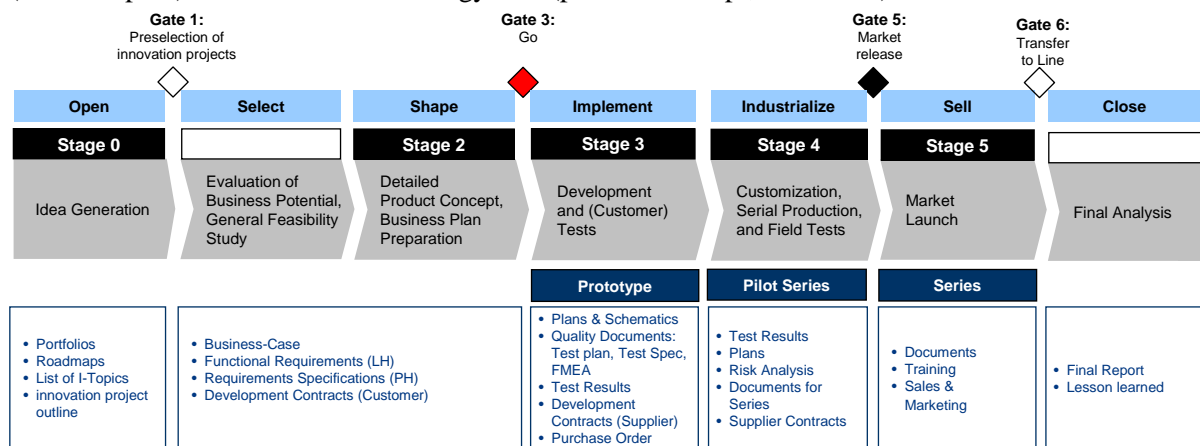 Gate 1:
Preselection of
innovation projects
Gate 3:
Go
Gate 5:
Market
release
Gate 6:
Transfer
to Line
Open
Select
Shape
Implement
Industrialize
Sell
Close
Stage 0
Stage 2
Stage 3
Stage 4
Stage 5
Idea Generation
Evaluation of
Business Potential,
General Feasibility
Study
Detailed
Product Concept,
Business Plan
Preparation
Development
and (Customer)
Tests
Customization,
Serial Production,
and Field Tests
Market
Launch
Final Analysis
Prototype
Pilot Series
Series
• Portfolios
• Roadmaps
• List of I-Topics
• innovation project
outline
• Business-Case
• Functional Requirements (LH)
• Requirements Specifications (PH)
• Development Contracts (Customer)
• Plans & Schematics
• Quality Documents:
Test plan, Test Spec,
FMEA
• Test Results
• Development
Contracts (Supplier)
• Purchase Order
• Test Results
• Plans
• Risk Analysis
• Documents for
Series
• Supplier Contracts
• Documents
• Training
• Sales &
Marketing
• Final Report
• Lesson learned